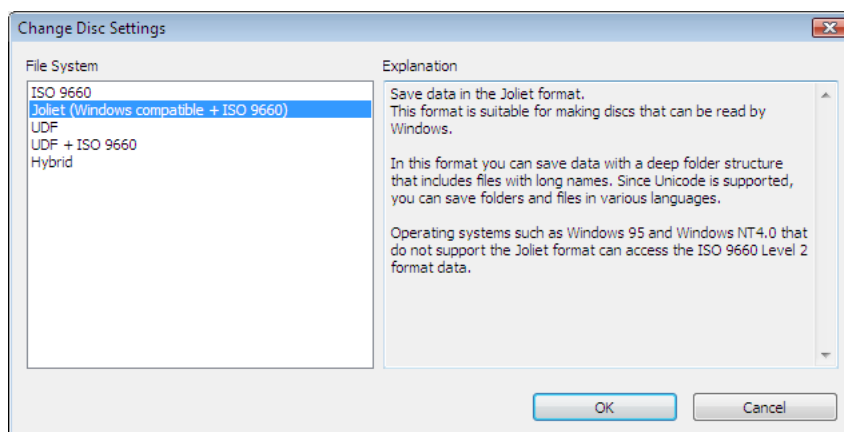 Change Disc Settings
File System
ISO 9660
Joliet (Windows compatible + ISO 9660)
UDF
UDF + ISO 9660
Hybrid
Explanation
Save data in the Joliet format.
This format is suitable for making discs that can be read by
Windows.
In this format you can save data with a deep folder structure
that includes files with long names. Since Unicode is supported,
you can save folders and files in various languages.
Operating systems such as Windows 95 and Windows NT4.0 that
do not support the Joliet format can access the ISO 9660 Level 2
format data.
OK
Cancel